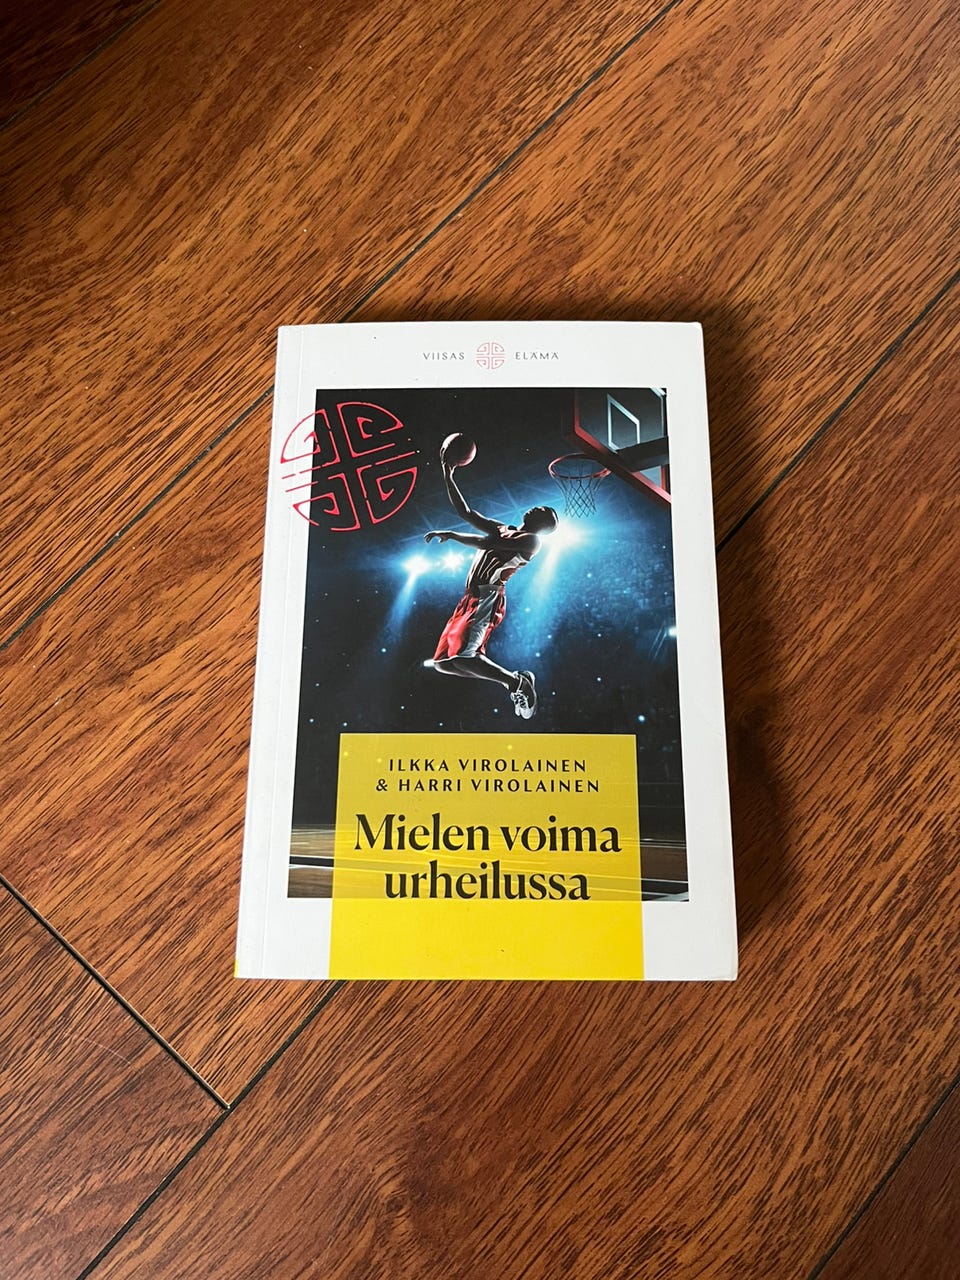 VIISAS ELÄMÄ
ILKKA VIROLAINEN
& HARRI VIROLAINEN
Mielen voima
urheilussa